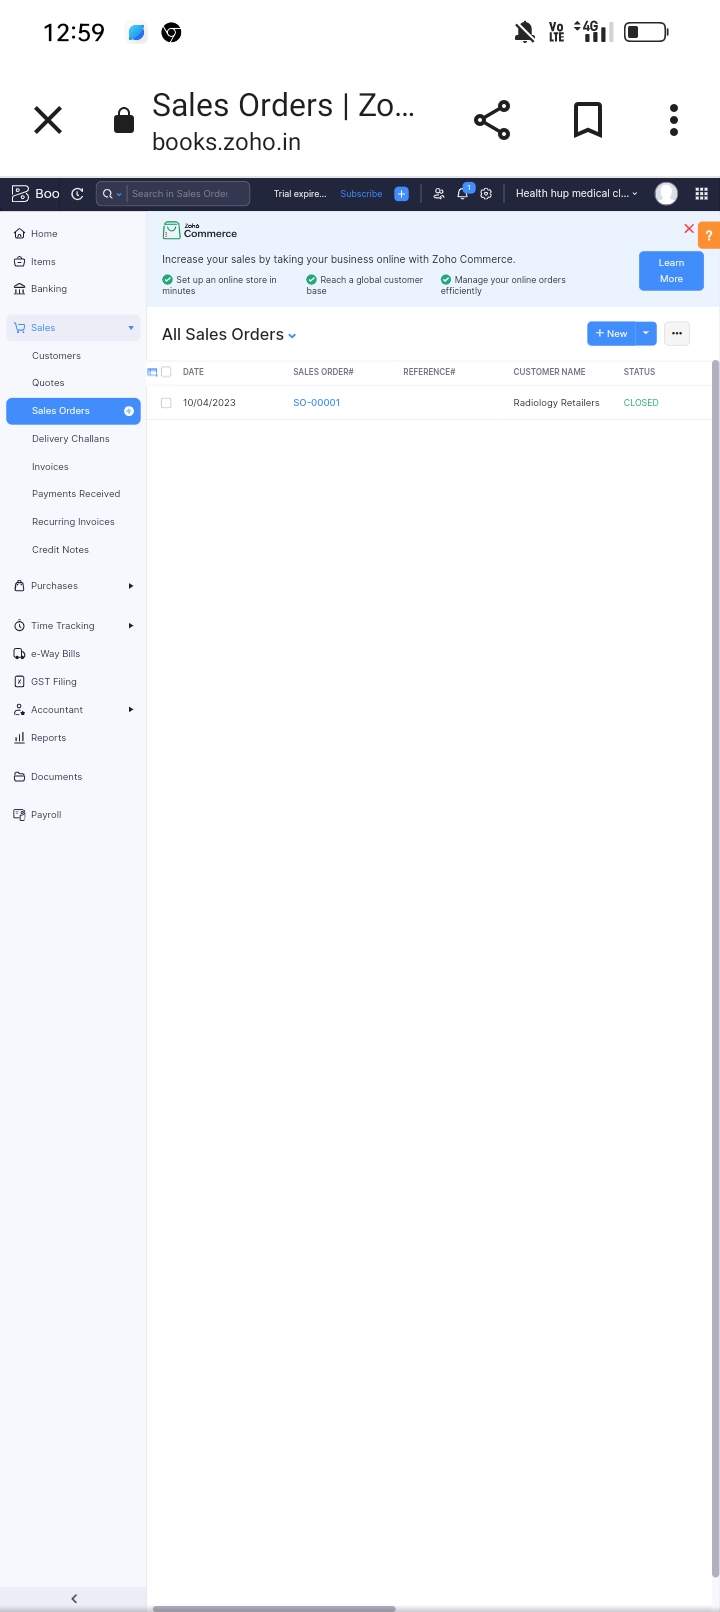 12:59
Vo
LTE
4G
Sales Orders | Zo...
books.zoho.in
Boo
Search in Sales Order
Trial expire...
Subscribe
1
Health hup medical cl...
Home
Items
Banking
Sales
Customers
Quotes
Sales Orders
Delivery Challans
Invoices
Payments Received
Recurring Invoices
Credit Notes
Purchases
Time Tracking
e-Way Bills
GST Filing
Accountant
Reports
Documents
Payroll
Zoho
Commerce
?
Increase your sales by taking your business online with Zoho Commerce.
Set up an online store in
minutes
Reach a global customer
base
Manage your online orders
efficiently
Learn
More
All Sales Orders
+ New
DATE SALES ORDER# REFERENCE# CUSTOMER NAME STATUS
10/04/2023 SO-00001 Radiology Retailers CLOSED